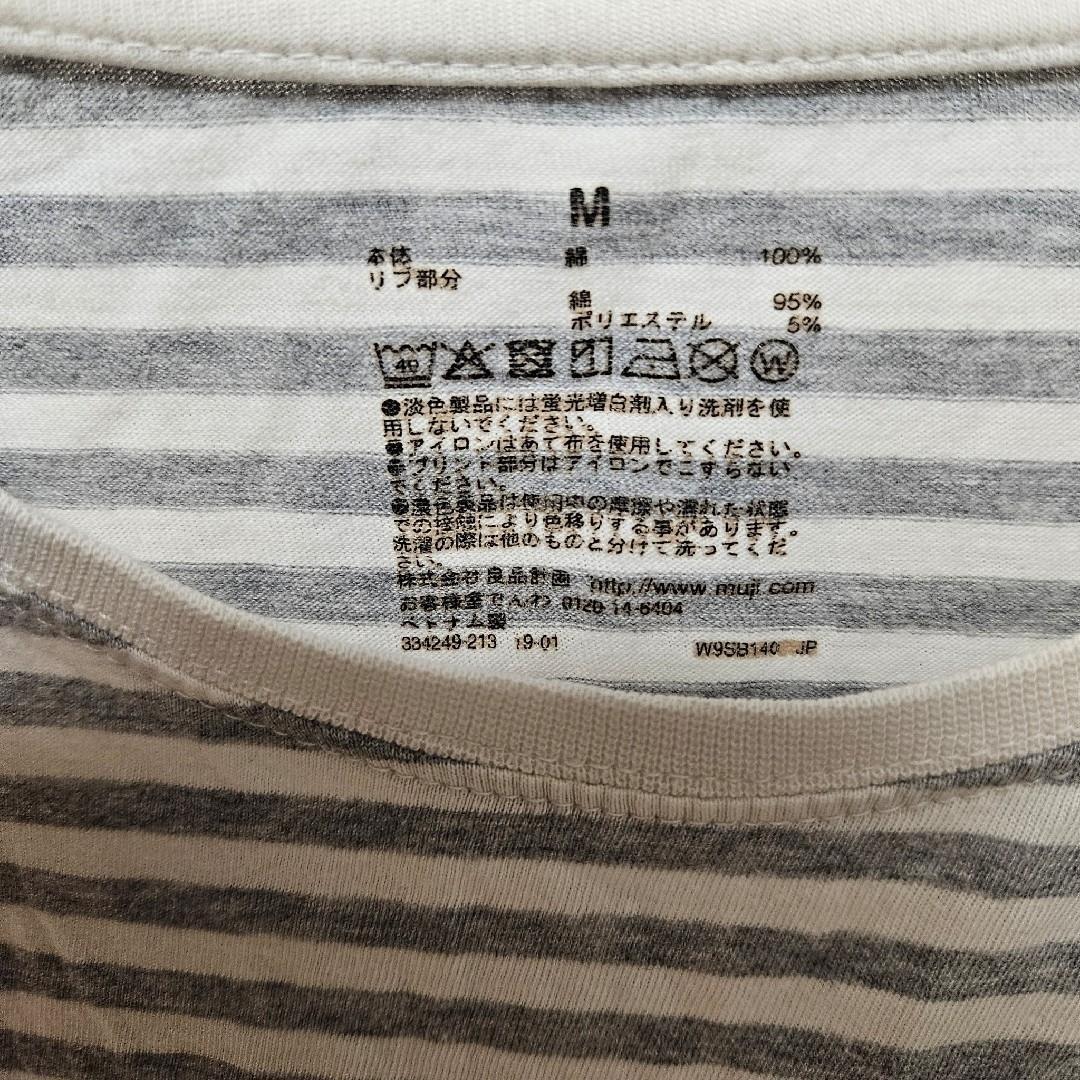 M
本体 綿 100%
リブ部分
綿 95%
ポリエステル 5%
40 W
●淡色製品には蛍光増白剤入り洗剤を使
用しないでください。
●アイロンはあて布を使用してください。
●プリント部分はアイロンでこすらない
でください。
●濃色製品は使用中の摩擦や濡れた状態
での接触により色移りする事があります。
洗濯の際は他のものと分けて洗ってくだ
さい。
株式会社良品計画 http://www.muji.com
お客様室でんわ 0120-14-6404
ベトナム製
334249-213 19-01 W9SB140 JP